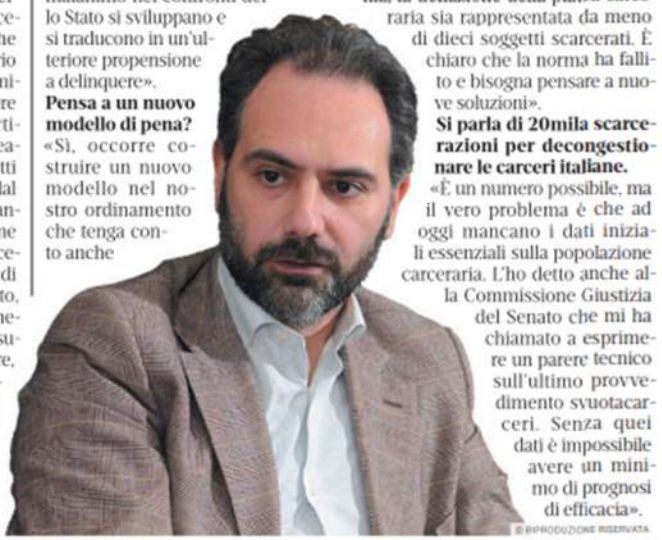 lo Stato si sviluppano e
si traducono in un'ul-
teriore propensione
a delinquere».
Pensa a un nuovo
modello di pena?
«Sì, occorre co-
struire un nuovo
modello nel no-
stro ordinamento
che tenga con-
to anche
raria sia rappresentata da meno
di dieci soggetti scarcerati. È
chiaro che la norma ha falli-
to e bisogna pensare a nuo-
ve soluzioni».
Si parla di 20mila scarce-
razioni per decongestio-
nare le carceri italiane.
«È un numero possibile, ma
il vero problema è che ad
oggi mancano i dati inizia-
li essenziali sulla popolazione
carceraria. L'ho detto anche al-
la Commissione Giustizia
del Senato che mi ha
chiamato a esprime-
re un parere tecnico
sull'ultimo provve-
dimento svuotacar-
ceri. Senza quei
dati è impossibile
avere un mini-
mo di prognosi
di efficacia».
© RIPRODUZIONE RISERVATA